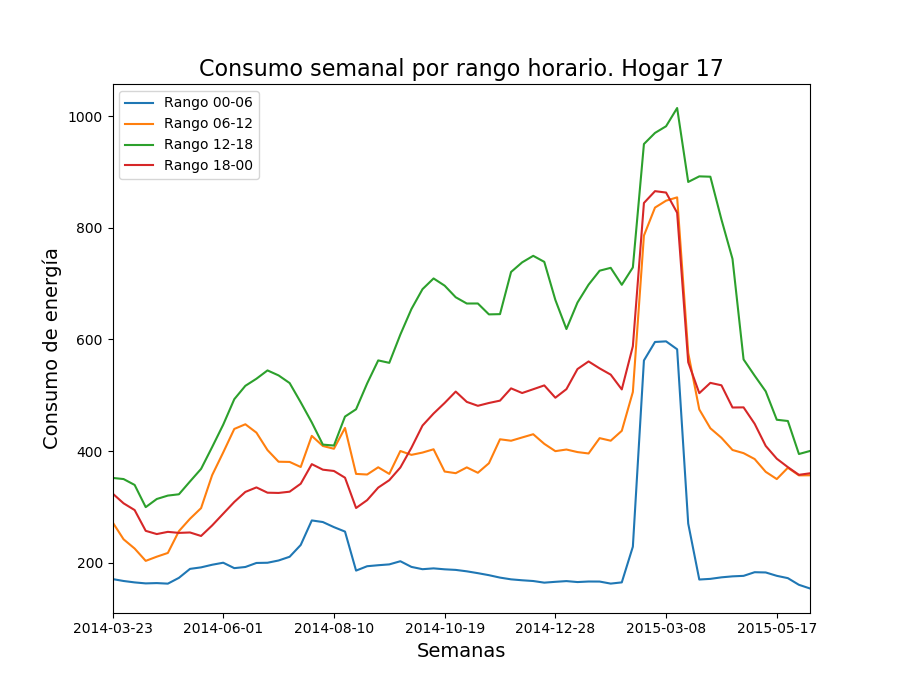 Consumo semanal por rango horario. Hogar 17
Rango 00-06
Rango 06-12
Rango 12-18
Rango 18-00
1000
800
600
400
200
Consumo de energía
2014-03-23 2014-06-01 2014-08-10 2014-10-19 2014-12-28 2015-03-08 2015-05-17
Semanas